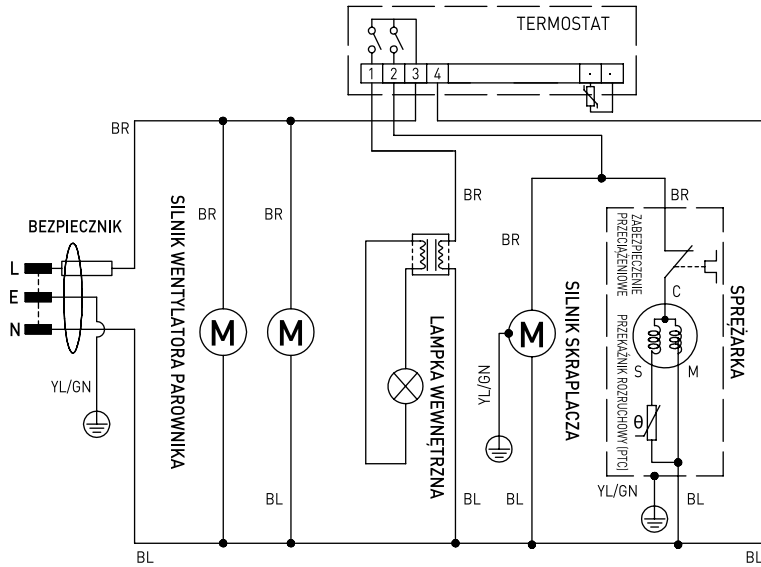 TERMOSTAT
1 2 3 4 · ·
BR
BEZPIECZNIK
L
E
N
YL/GN
SILNIK WENTYLATORA PAROWNIKA
BR
BR
M
M
BL
BL
BR
LAMPKA WEWNĘTRZNA
BL
BR
M
SILNIK SKRAPLACZA
YL/GN
BL
BR
ZABEZPIECZENIE
PRZECIĄŻENIOWE
C
SPRĘŻARKA
S
M
PRZEKAŹNIK ROZRUCHOWY (PTC)
θ
YL/GN
BL
BL